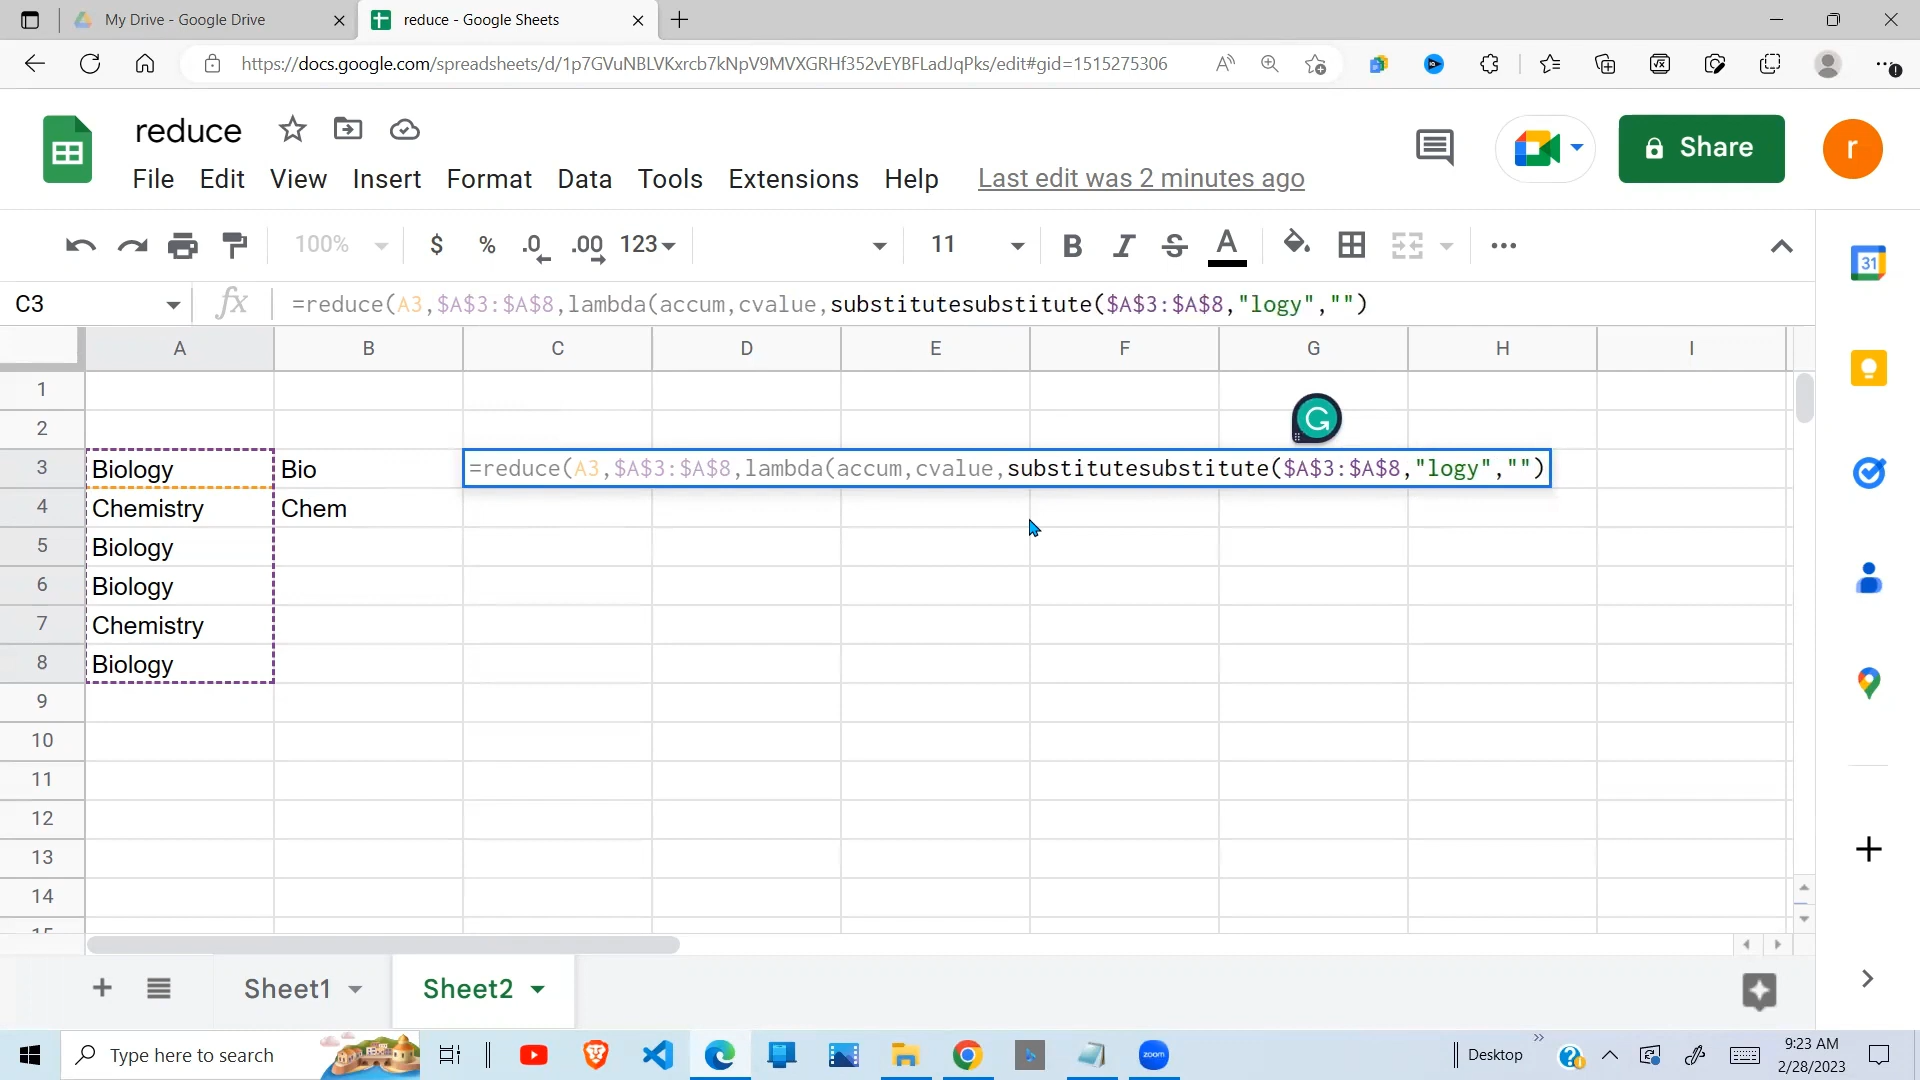 My Drive - Google Drive
reduce - Google Sheets
https://docs.google.com/spreadsheets/d/1p7GVuNBLVKxrcb7kNpV9MVXGRHf352vEYBFLadJqPks/edit#gid=1515275306
reduce
File Edit View Insert Format Data Tools Extensions Help Last edit was 2 minutes ago
Share
r
100% $ % .0 .00 123 11 B I S A
31
C3 fx =reduce(A3,$A$3:$A$8,lambda(accum,cvalue,substitutesubstitute($A$3:$A$8,"logy","")
A B C D E F G H I
1
2
3 Biology Bio =reduce(A3,$A$3:$A$8,lambda(accum,cvalue,substitutesubstitute($A$3:$A$8,"logy","")
4 Chemistry Chem
5 Biology
6 Biology
7 Chemistry
8 Biology
9
10
11
12
13
14
15
Sheet1 Sheet2
Type here to search
zoom
Desktop
9:23 AM
2/28/2023